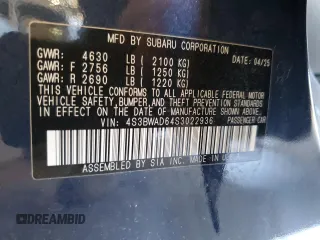 MFD BY SUBARU CORPORATION
GVWR: 4630 LB ( 2100 KG) DATE: 04/25
GAWR: F 2756 LB ( 1250 KG)
GAWR: R 2690 LB ( 1220 KG)
THIS VEHICLE CONFORMS TO ALL APPLICABLE FEDERAL MOTOR
VEHICLE SAFETY, BUMPER, AND THEFT PREVENTION STANDARDS
IN EFFECT ON THE DATE OF MANUFACTURE SHOWN ABOVE.
VIN: 4S3BWAD64S3022936 PASSENGER-CAR
ASSEMBLED BY SIA INC. MADE IN U.S.A
DREAMBID